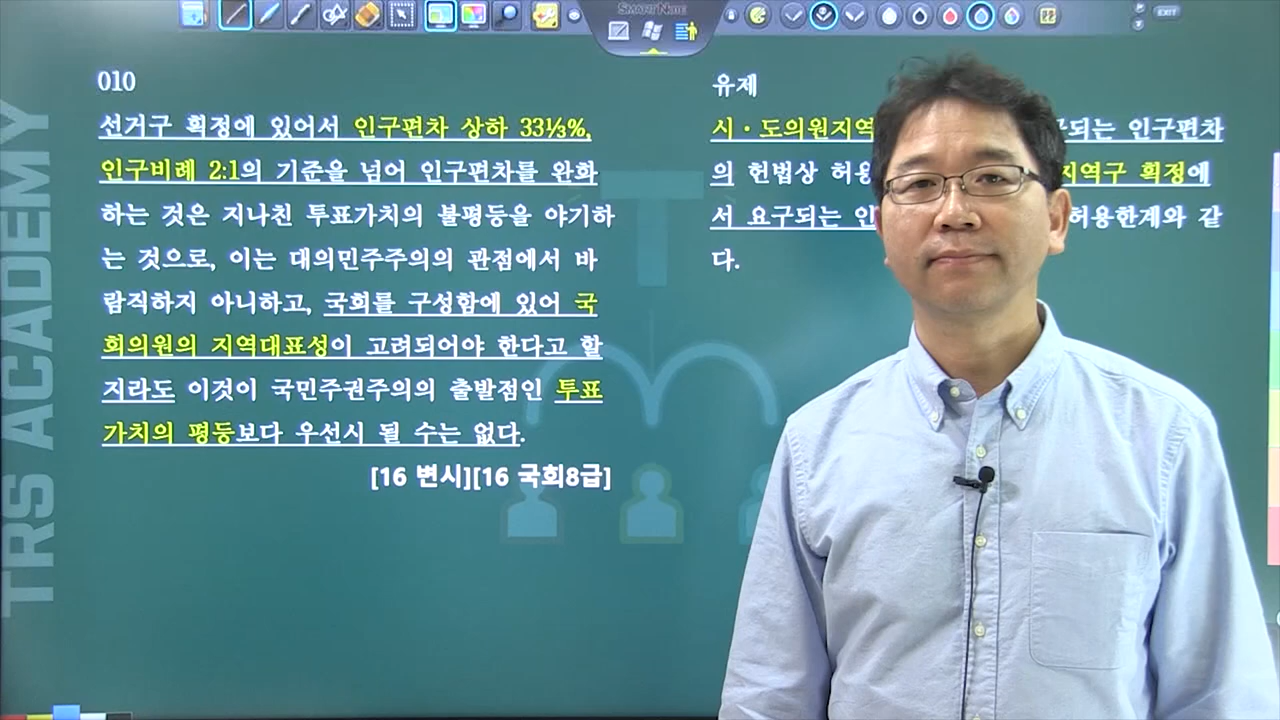 SMARTNOTE
EXIT
TRS ACADEMY
010
선거구 획정에 있어서 인구편차 상하 33⅓%,
인구비례 2:1의 기준을 넘어 인구편차를 완화
하는 것은 지나친 투표가치의 불평등을 야기하
는 것으로, 이는 대의민주주의의 관점에서 바
람직하지 아니하고, 국회를 구성함에 있어 국
회의원의 지역대표성이 고려되어야 한다고 할
지라도 이것이 국민주권주의의 출발점인 투표
가치의 평등보다 우선시 될 수는 없다.
[16 변시][16 국회8급]
유제
시·도의원지역 되는 인구편차
의 헌법상 허용 지역구 획정에
서 요구되는 인 허용한계와 같
다.